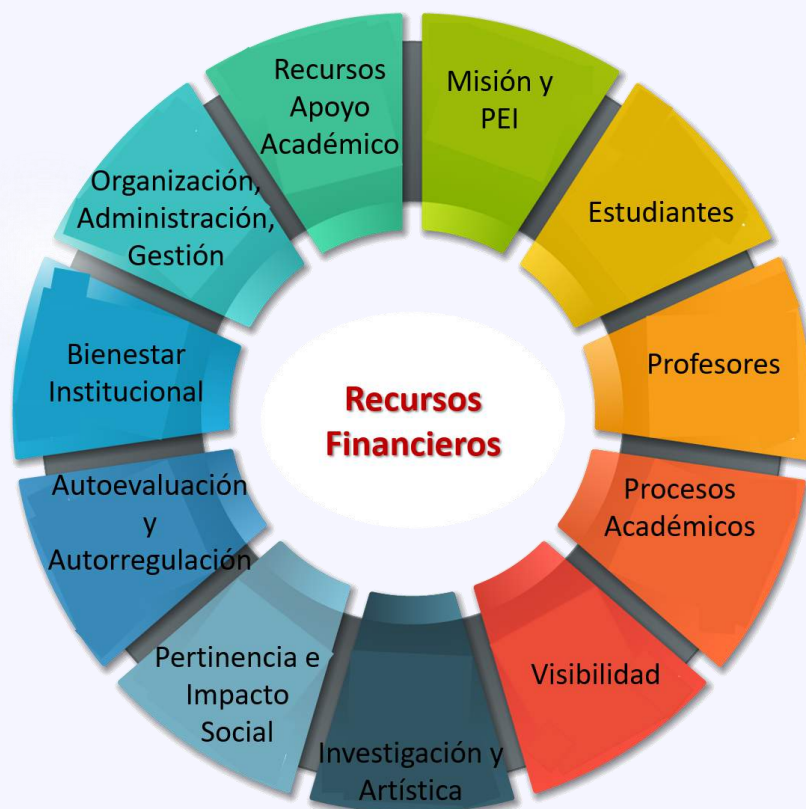 Recursos
Apoyo
Académico
Misión y
PEI
Estudiantes
Profesores
Procesos
Académicos
Visibilidad
Investigación y
Artística
Pertinencia e
Impacto
Social
Autoevaluación
y
Autorregulación
Bienestar
Institucional
Organización,
Administración,
Gestión
Recursos
Financieros